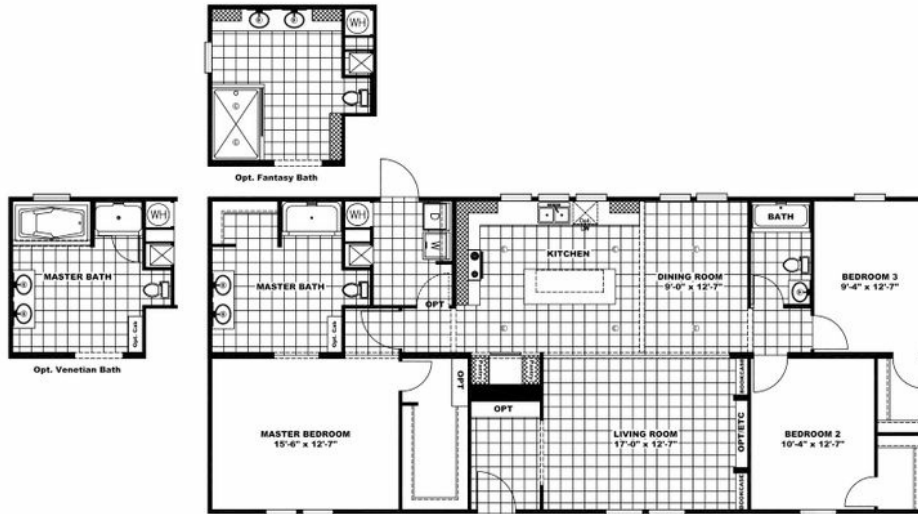 WH
Opt. Fantasy Bath
WH
MASTER BATH
Opt. Cab
Opt. Venetian Bath
WH
MASTER BATH
Opt. Cab
D
W
OPT
KITCHEN
DINING ROOM
9'-0" x 12'-7"
BATH
BEDROOM 3
9'-4" x 12'-7"
OPT
MASTER BEDROOM
15'-6" x 12'-7"
OPT
LIVING ROOM
17'-0" x 12'-7"
BOOKCASE
OPT/ETC
BOOKCASE
BEDROOM 2
10'-4" x 12'-7"